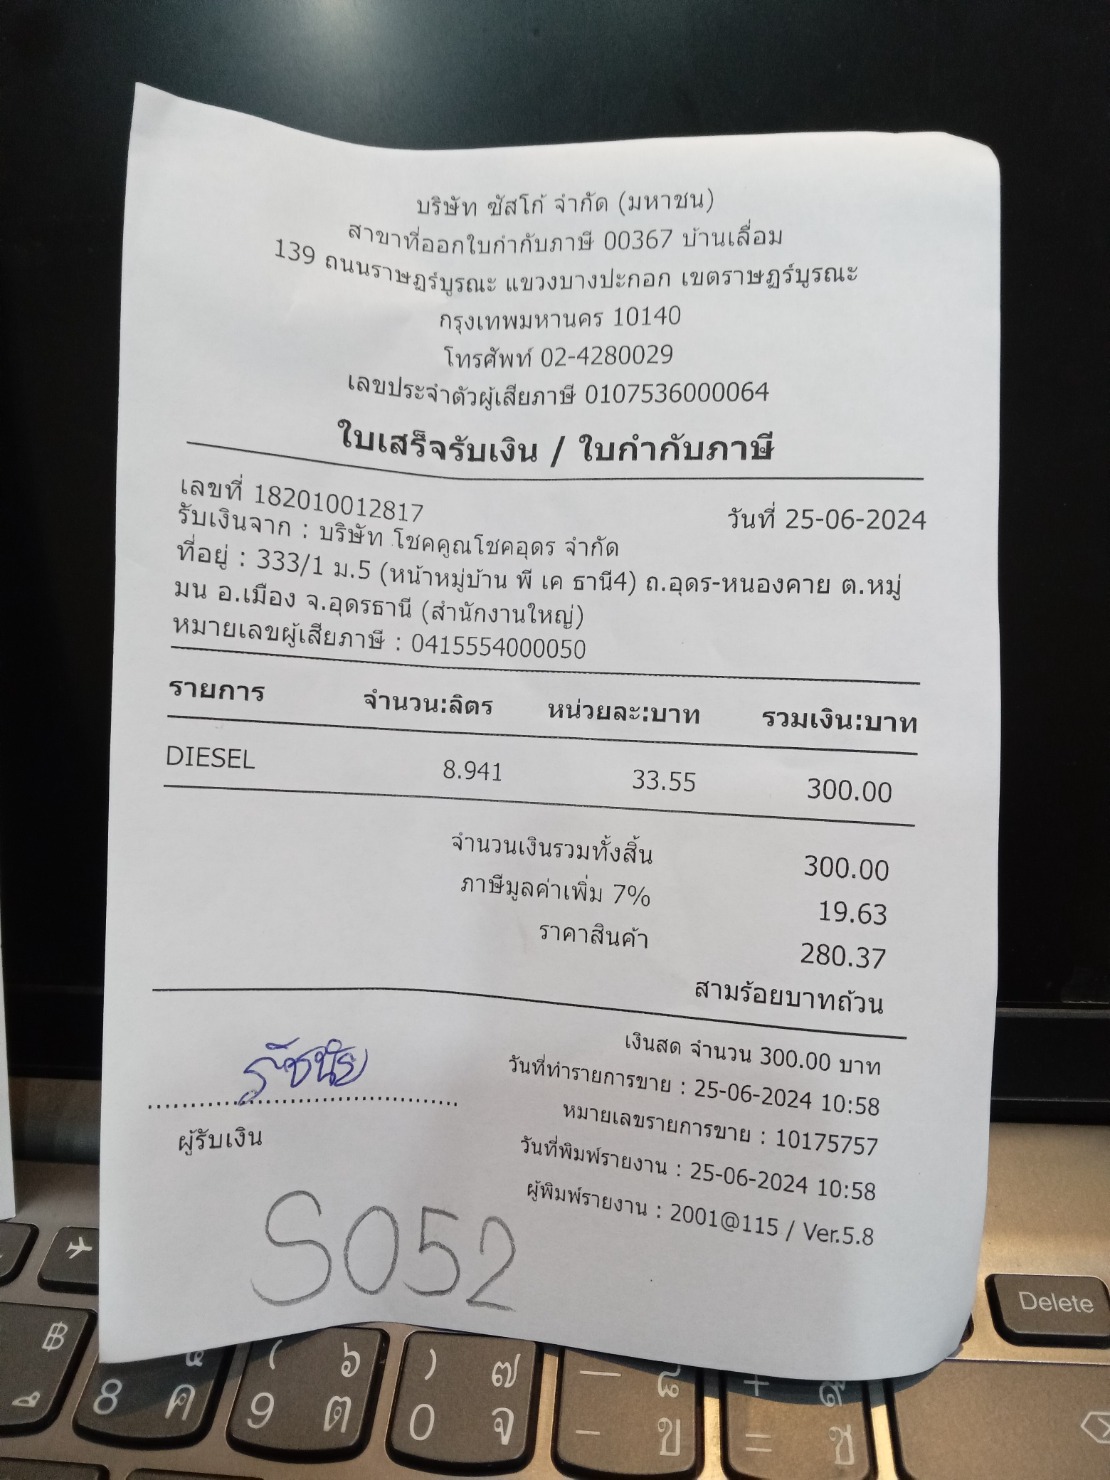 บริษัท ซัสโก้ จำกัด (มหาชน)
สาขาที่ออกใบกำกับภาษี 00367 บ้านเลื่อม
139 ถนนราษฎร์บูรณะ แขวงบางปะกอก เขตราษฎร์บูรณะ
กรุงเทพมหานคร 10140
โทรศัพท์ 02-4280029
เลขประจำตัวผู้เสียภาษี 0107536000064
ใบเสร็จรับเงิน / ใบกำกับภาษี
เลขที่ 182010012817 วันที่ 25-06-2024
รับเงินจาก : บริษัท โชคคูณโชคอุดร จำกัด
ที่อยู่ : 333/1 ม.5 (หน้าหมู่บ้าน พี เค ธานี4) ถ.อุดร-หนองคาย ต.หมู่
มน อ.เมือง จ.อุดรธานี (สำนักงานใหญ่)
หมายเลขผู้เสียภาษี : 0415554000050
รายการ จำนวน:ลิตร หน่วยละ:บาท รวมเงิน:บาท
DIESEL 8.941 33.55 300.00
จำนวนเงินรวมทั้งสิ้น 300.00
ภาษีมูลค่าเพิ่ม 7% 19.63
ราคาสินค้า 280.37
สามร้อยบาทถ้วน
เงินสด จำนวน 300.00 บาท
วันที่ทำรายการขาย : 25-06-2024 10:58
หมายเลขรายการขาย : 10175757
วันที่พิมพ์รายงาน : 25-06-2024 10:58
ผู้พิมพ์รายงาน : 2001@115 / Ver.5.8
ผู้รับเงิน
S052
Delete
฿
( ๖
) ๗
8 ค 9 ต 0 จ - ข = ช